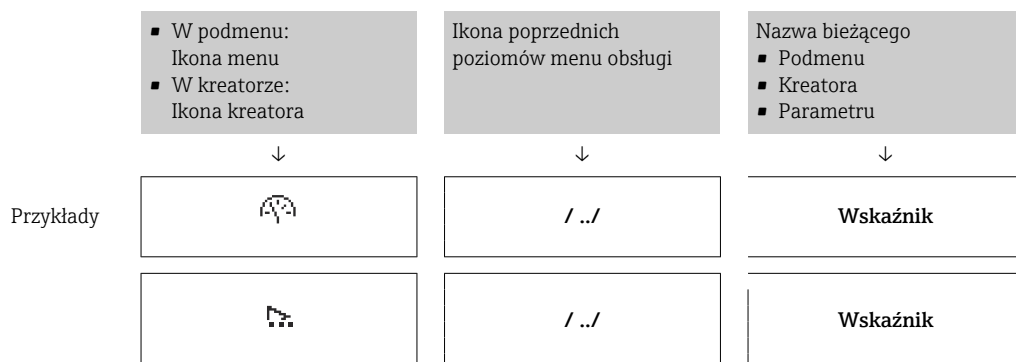 ▪ W podmenu:
Ikona menu
▪ W kreatorze:
Ikona kreatora
Ikona poprzednich
poziomów menu obsługi
Nazwa bieżącego
▪ Podmenu
▪ Kreatora
▪ Parametru
↓ ↓ ↓
Przykłady / ../ Wskaźnik
/ ../ Wskaźnik